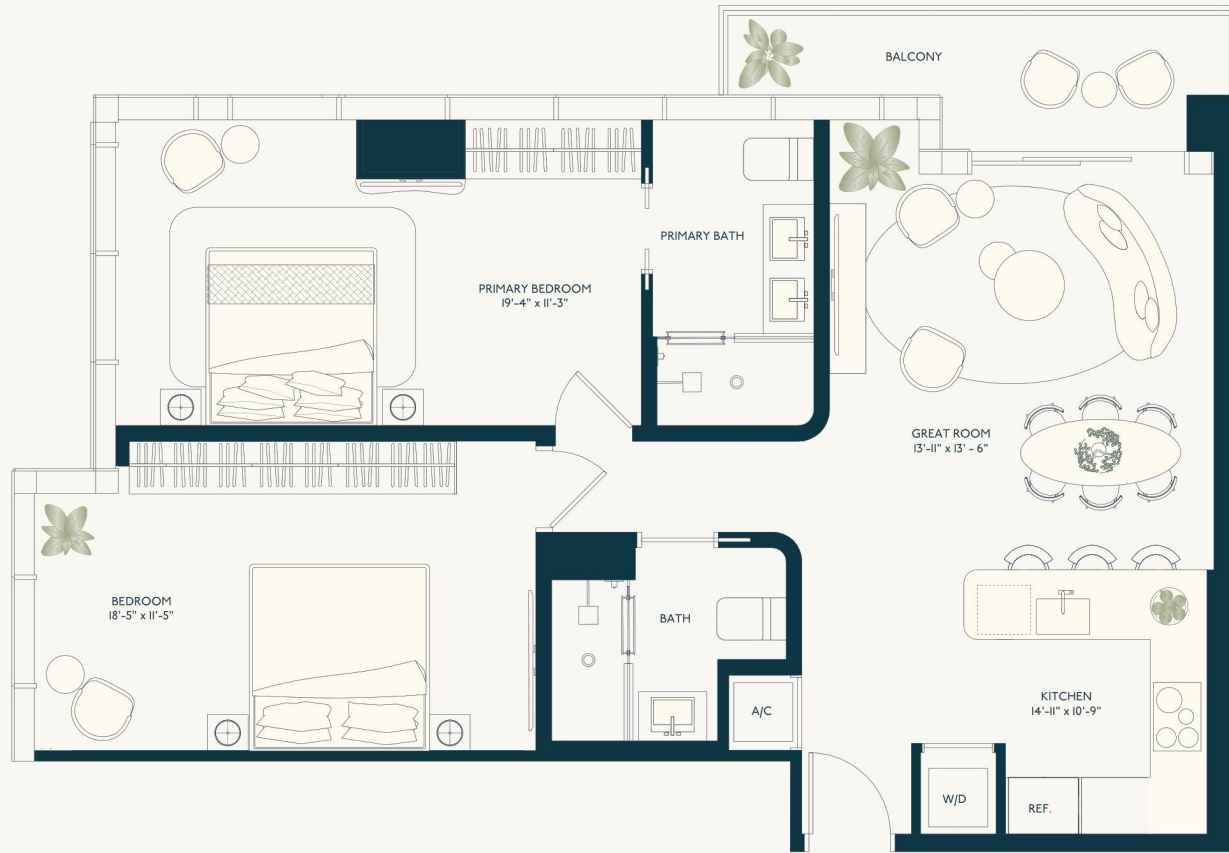 BALCONY
PRIMARY BATH
PRIMARY BEDROOM
19'-4" x 11'-3"
GREAT ROOM
13'-11" x 13' - 6"
BEDROOM
18'-5" x 11'-5"
BATH
KITCHEN
14'-11" x 10'-9"
A/C
W/D
REF.